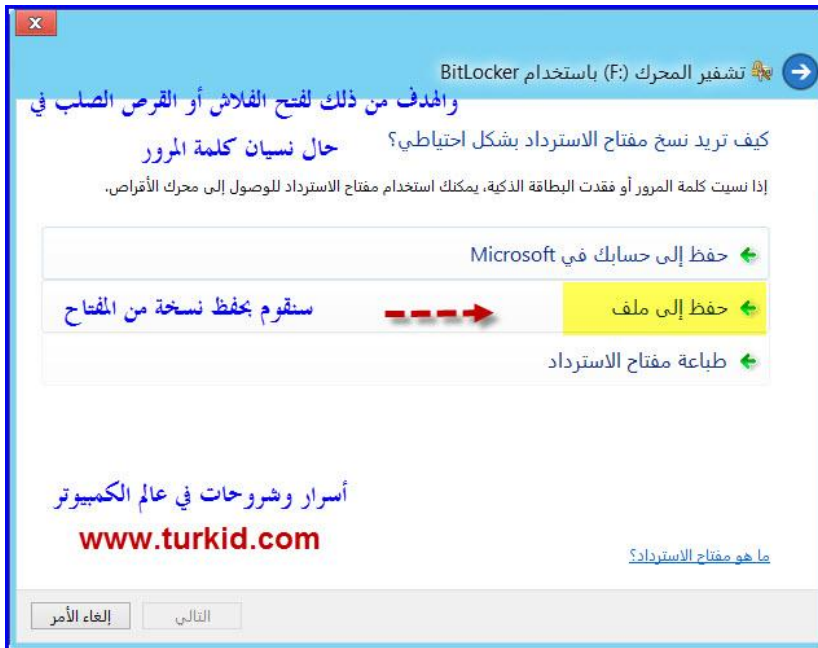 تشفير المحرك (F:) باستخدام BitLocker
والهدف من ذلك لفتح الفلاش أو القرص الصلب في
حال نسيان كلمة المرور
كيف تريد نسخ مفتاح الاسترداد بشكل احتياطي؟
إذا نسيت كلمة المرور أو فقدت البطاقة الذكية، يمكنك استخدام مفتاح الاسترداد للوصول إلى محرك الأقراص.
حفظ إلى حسابك في Microsoft
حفظ إلى ملف
سنقوم بحفظ نسخة من المفتاح
طباعة مفتاح الاسترداد
أسرار وشروحات في عالم الكمبيوتر
www.turkid.com
ما هو مفتاح الاسترداد؟
التالي
إلغاء الأمر